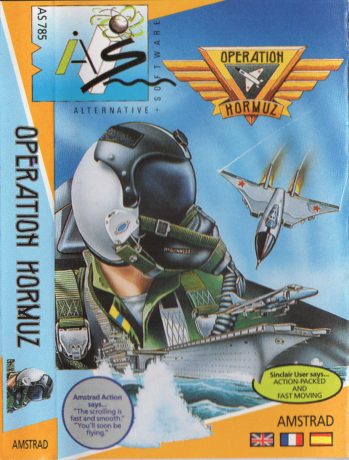 AS 785
OPERATION HORMUZ
AMSTRAD
ALTERNATIVE + SOFTWARE
OPERATION
HORMUZ
Amstrad Action
says...
"The scrolling is
fast and smooth."
"You'll soon be
flying."
Sinclair User says...
ACTION-PACKED
AND
FAST MOVING
AMSTRAD